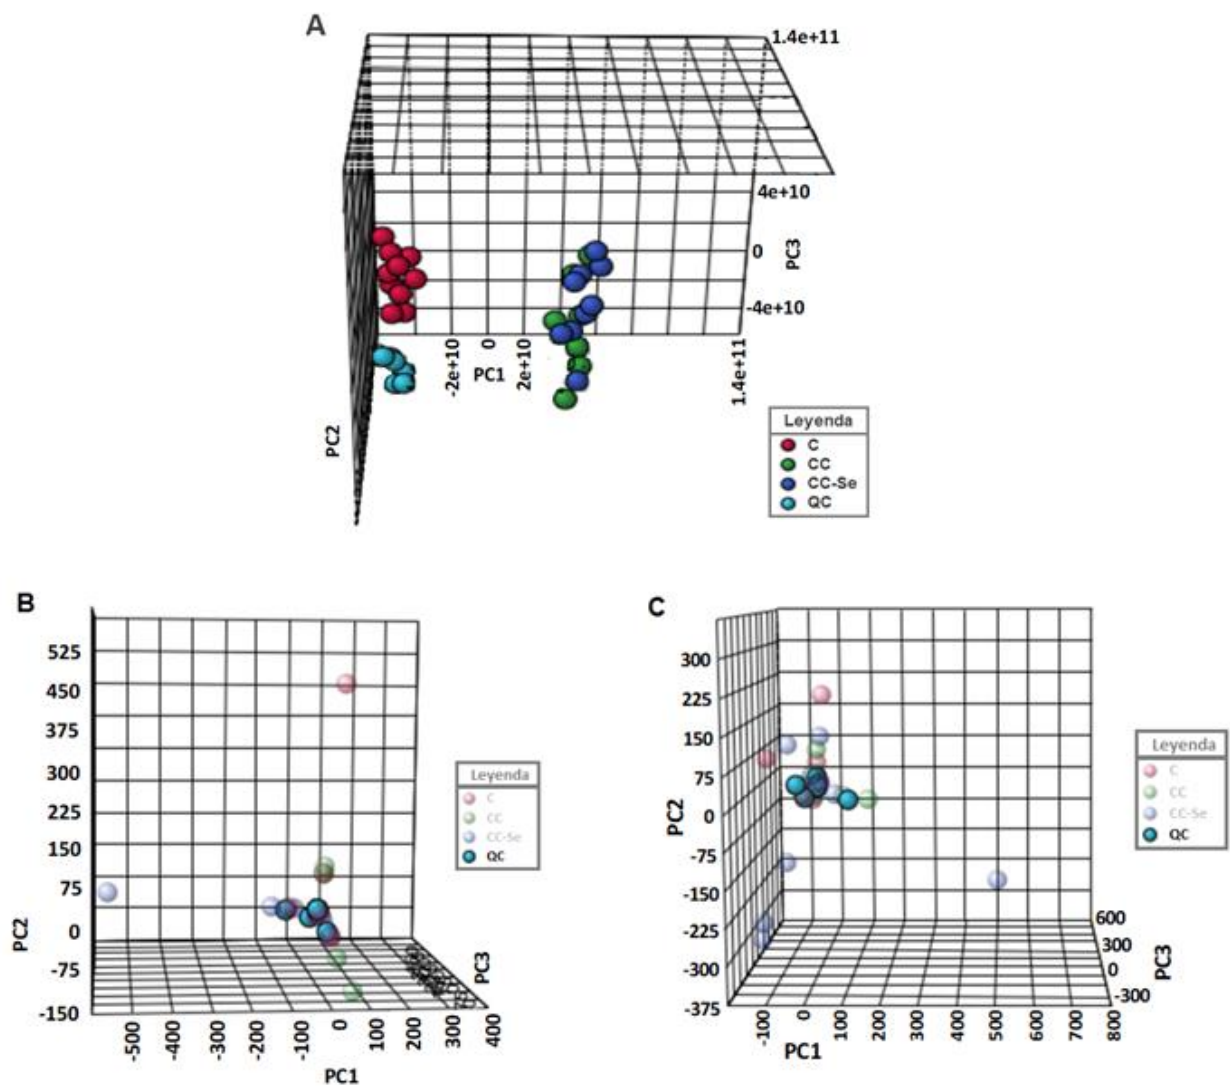 A
1.4e+11
4e+10
0
PC3
-4e+10
-2e+10
0
2e+10
1.4e+11
PC1
PC2
Leyenda
C
CC
CC-Se
QC
B
525
450
375
300
225
150
75
0
-75
-150
PC2
-500
-400
-300
-200
-100
0
100
200
300
400
PC1
PC3
Leyenda
C
CC
CC-Se
QC
C
300
225
150
75
0
-75
-150
-225
-300
-375
PC2
600
300
0
-300
PC3
-100
0
100
200
300
400
500
600
700
800
PC1
Leyenda
C
CC
CC-Se
QC